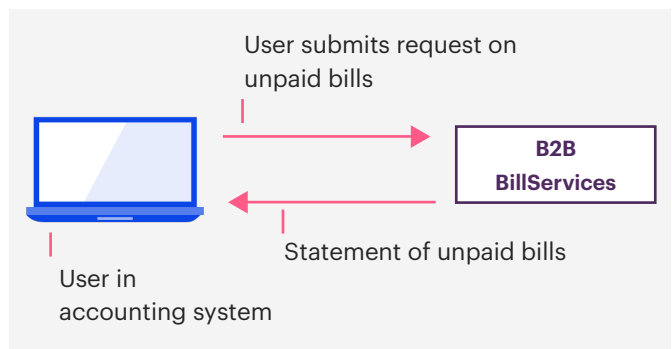 User submits request on
unpaid bills
B2B
BillServices
Statement of unpaid bills
User in
accounting system